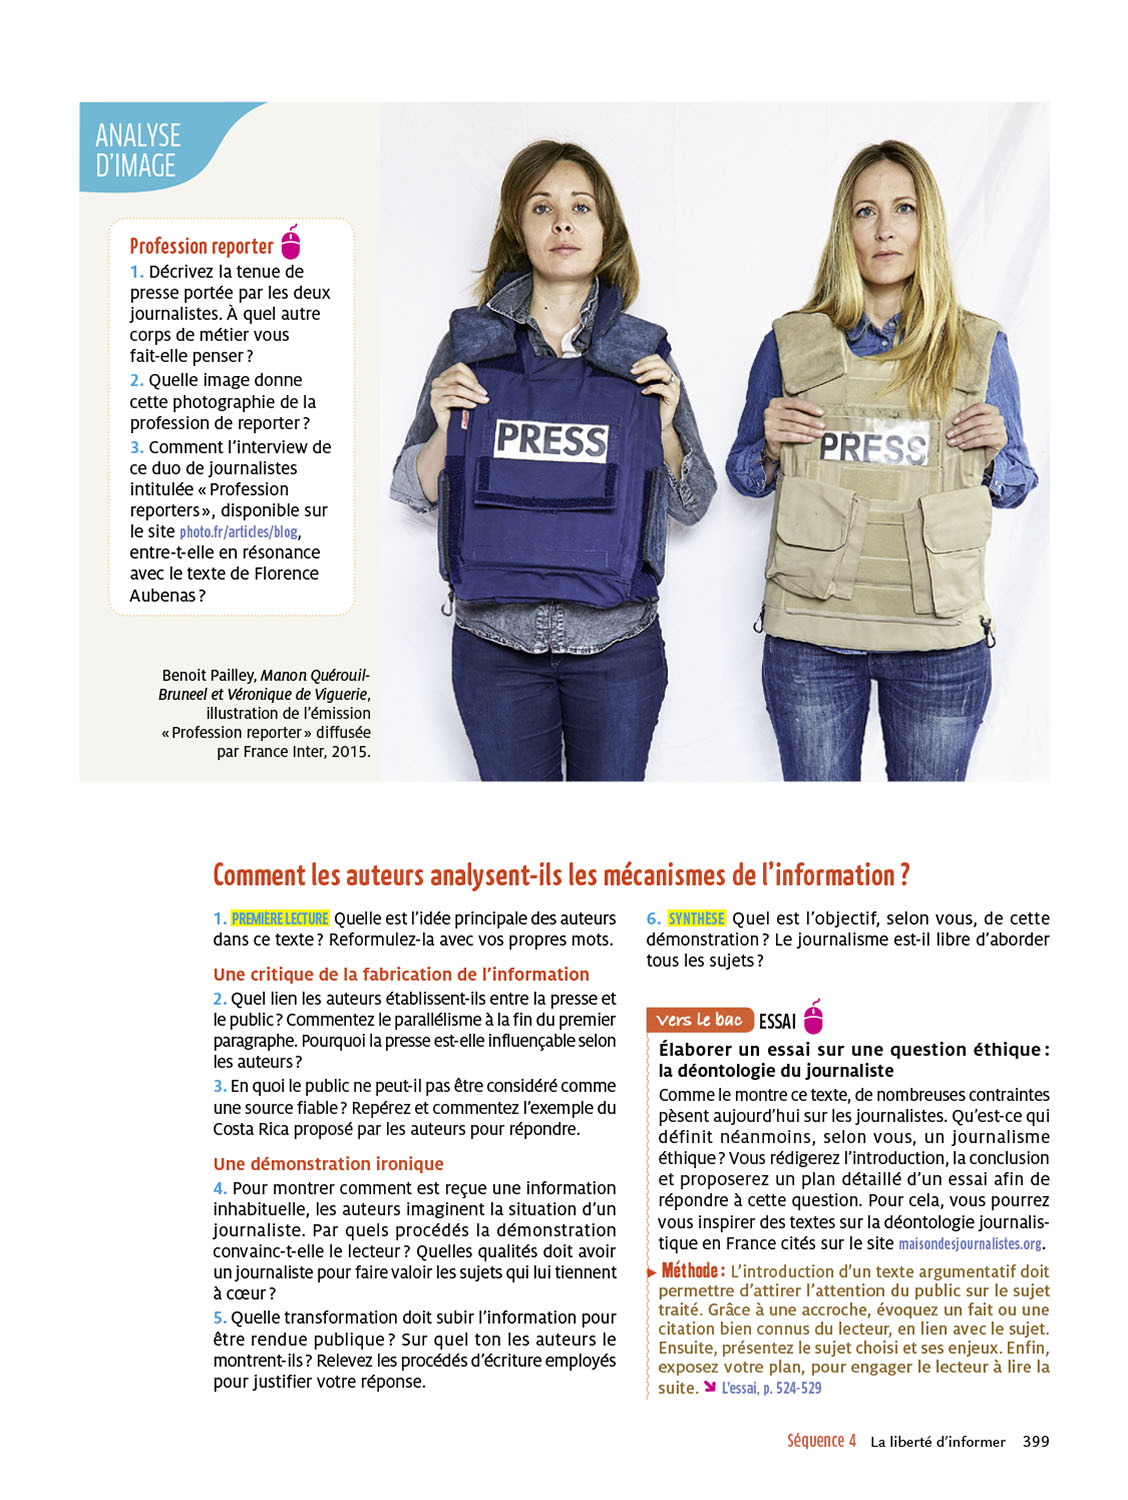 ANALYSE
D'IMAGE
Profession reporter
1. Décrivez la tenue de
presse portée par les deux
journalistes. À quel autre
corps de métier vous
fait-elle penser ?
2. Quelle image donne
cette photographie de la
profession de reporter ?
3. Comment l'interview de
ce duo de journalistes
intitulée « Profession
reporters », disponible sur
le site photo.fr/articles/blog,
entre-t-elle en résonance
avec le texte de Florence
Aubenas ?
Benoit Pailley, Manon Quérouil-
Bruneel et Véronique de Viguerie,
illustration de l'émission
« Profession reporter » diffusée
par France Inter, 2015.
PRESS
PRESS
Comment les auteurs analysent-ils les mécanismes de l'information ?
1. PREMIÈRE LECTURE Quelle est l'idée principale des auteurs
dans ce texte ? Reformulez-la avec vos propres mots.
Une critique de la fabrication de l'information
2. Quel lien les auteurs établissent-ils entre la presse et
le public ? Commentez le parallélisme à la fin du premier
paragraphe. Pourquoi la presse est-elle influençable selon
les auteurs ?
3. En quoi le public ne peut-il pas être considéré comme
une source fiable ? Repérez et commentez l'exemple du
Costa Rica proposé par les auteurs pour répondre.
Une démonstration ironique
4. Pour montrer comment est reçue une information
inhabituelle, les auteurs imaginent la situation d'un
journaliste. Par quels procédés la démonstration
convainc-t-elle le lecteur ? Quelles qualités doit avoir
un journaliste pour faire valoir les sujets qui lui tiennent
à cœur ?
5. Quelle transformation doit subir l'information pour
être rendue publique ? Sur quel ton les auteurs le
montrent-ils ? Relevez les procédés d'écriture employés
pour justifier votre réponse.
6. SYNTHÈSE Quel est l'objectif, selon vous, de cette
démonstration ? Le journalisme est-il libre d'aborder
tous les sujets ?
Vers le bac ESSAI
Élaborer un essai sur une question éthique :
la déontologie du journaliste
Comme le montre ce texte, de nombreuses contraintes
pèsent aujourd'hui sur les journalistes. Qu'est-ce qui
définit néanmoins, selon vous, un journalisme
éthique ? Vous rédigerez l'introduction, la conclusion
et proposerez un plan détaillé d'un essai afin de
répondre à cette question. Pour cela, vous pourrez
vous inspirer des textes sur la déontologie journalis-
tique en France cités sur le site maisondesjournalistes.org.
▸ Méthode : L'introduction d'un texte argumentatif doit
permettre d'attirer l'attention du public sur le sujet
traité. Grâce à une accroche, évoquez un fait ou une
citation bien connus du lecteur, en lien avec le sujet.
Ensuite, présentez le sujet choisi et ses enjeux. Enfin,
exposez votre plan, pour engager le lecteur à lire la
suite. ➘ L'essai, p. 524-529
Séquence 4 La liberté d'informer 399